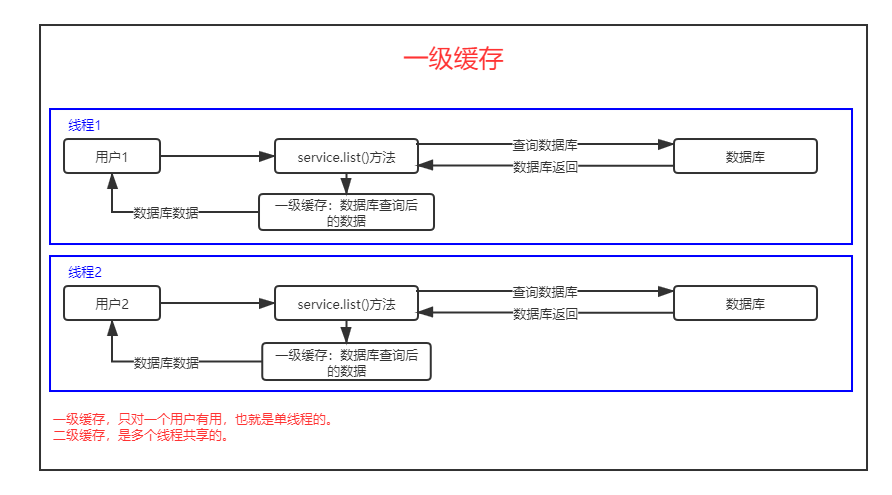 一级缓存
线程1
用户1
service.list()方法
查询数据库
数据库返回
数据库
一级缓存：数据库查询后
的数据
数据库数据
线程2
用户2
service.list()方法
查询数据库
数据库返回
数据库
一级缓存：数据库查询后
的数据
数据库数据
一级缓存，只对一个用户有用，也就是单线程的。
二级缓存，是多个线程共享的。